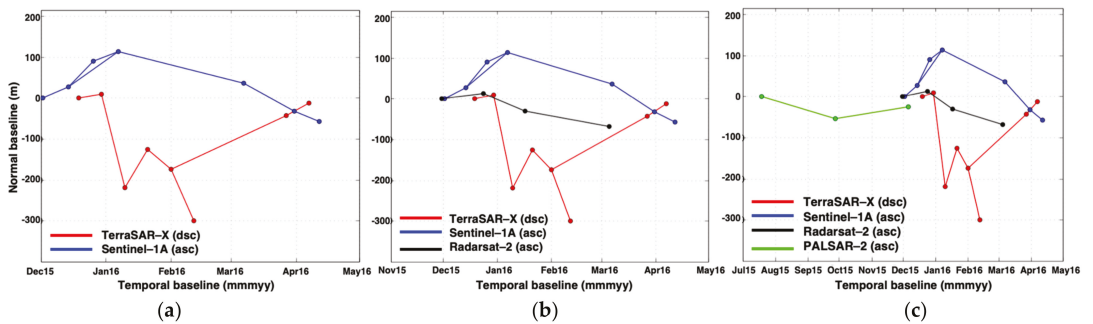 200
100
0
-100
-200
-300
Normal baseline (m)
TerraSAR–X (dsc)
Sentinel–1A (asc)
Dec15 Jan16 Feb16 Mar16 Apr16 May16
Temporal baseline (mmmyy)
(a)
200
100
0
-100
-200
-300
TerraSAR–X (dsc)
Sentinel–1A (asc)
Radarsat–2 (asc)
Nov15 Dec15 Jan16 Feb16 Mar16 Apr16 May16
Temporal baseline (mmmyy)
(b)
200
100
0
-100
-200
-300
TerraSAR–X (dsc)
Sentinel–1A (asc)
Radarsat–2 (asc)
PALSAR–2 (asc)
Jul15 Aug15 Sep15 Oct15 Nov15 Dec15 Jan16 Feb16 Mar16 Apr16 May16
Temporal baseline (mmmyy)
(c)